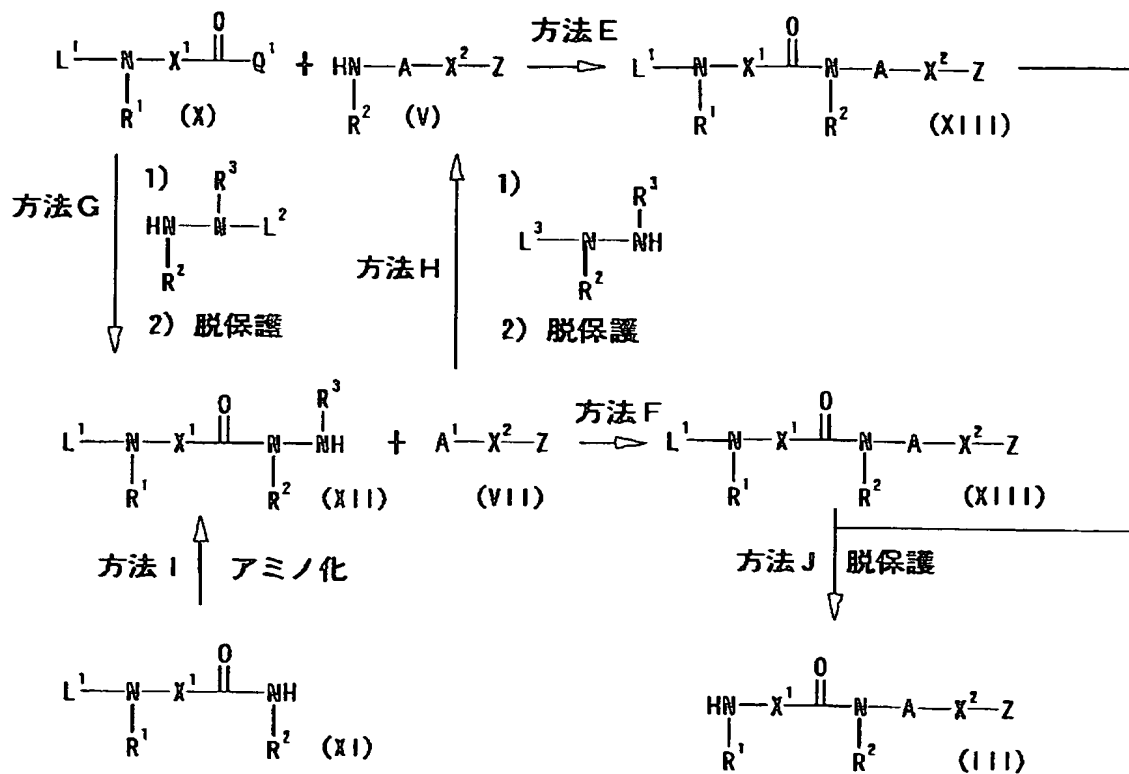 L¹—N—X¹—C(O)—Q¹ + HN—A—X²—Z 方法E L¹—N—X¹—C(O)—N—A—X²—Z
R¹ (X) R² (V) R¹ R² (XIII)
方法G 1) R³ HN—N—L² R²
2) 脱保護
方法H 1) R³ L³—N—NH R²
2) 脱保護
L¹—N—X¹—C(O)—N—NH R³ + A¹—X²—Z 方法F L¹—N—X¹—C(O)—N—A—X²—Z
R¹ R² (XII) (VII) R¹ R² (XIII)
方法I アミノ化 方法J 脱保護
L¹—N—X¹—C(O)—NH HN—X¹—C(O)—N—A—X²—Z
R¹ R² (XI) R¹ R² (III)